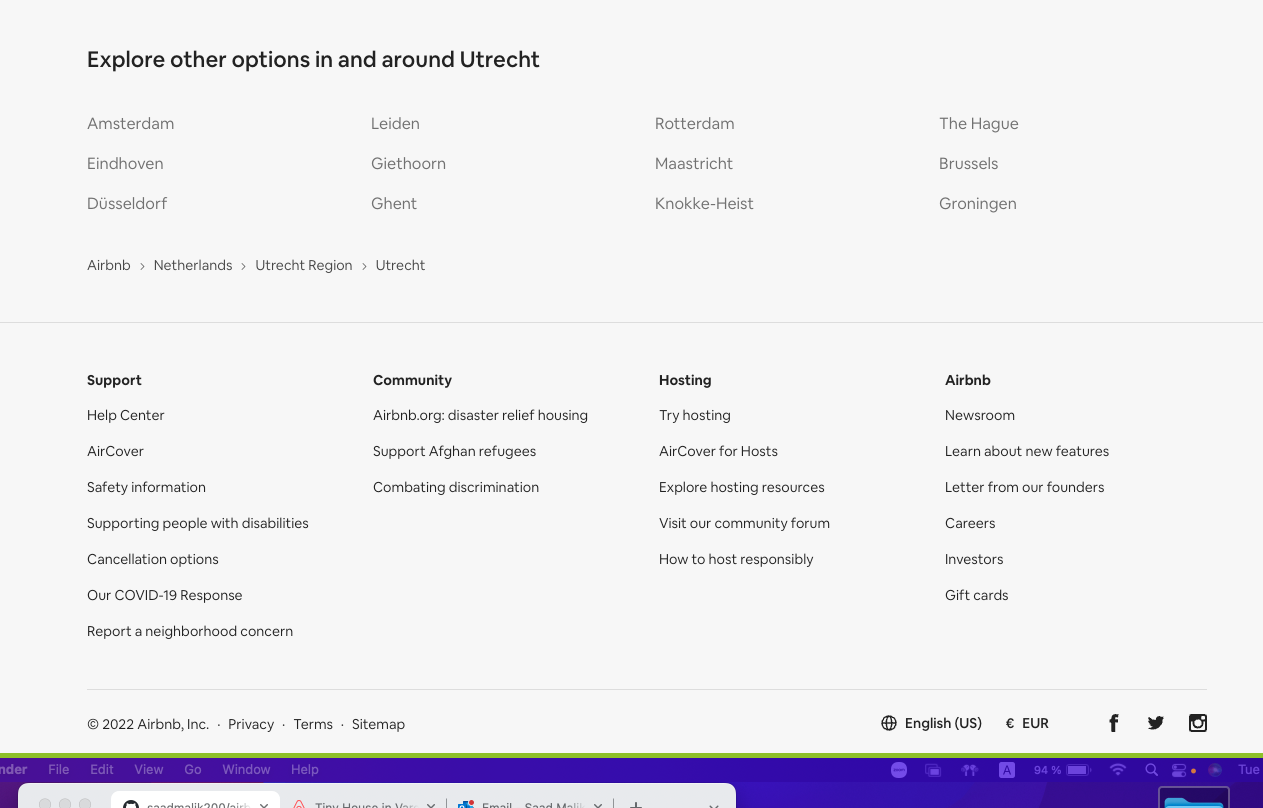 Explore other options in and around Utrecht
Amsterdam Leiden Rotterdam The Hague
Eindhoven Giethoorn Maastricht Brussels
Düsseldorf Ghent Knokke-Heist Groningen
Airbnb › Netherlands › Utrecht Region › Utrecht
Support
Help Center
AirCover
Safety information
Supporting people with disabilities
Cancellation options
Our COVID-19 Response
Report a neighborhood concern
Community
Airbnb.org: disaster relief housing
Support Afghan refugees
Combating discrimination
Hosting
Try hosting
AirCover for Hosts
Explore hosting resources
Visit our community forum
How to host responsibly
Airbnb
Newsroom
Learn about new features
Letter from our founders
Careers
Investors
Gift cards
© 2022 Airbnb, Inc. · Privacy · Terms · Sitemap English (US) € EUR
nder File Edit View Go Window Help A 94 % Tue
saadmalik200/airb Tiny House in Vas Email – Saad Malik